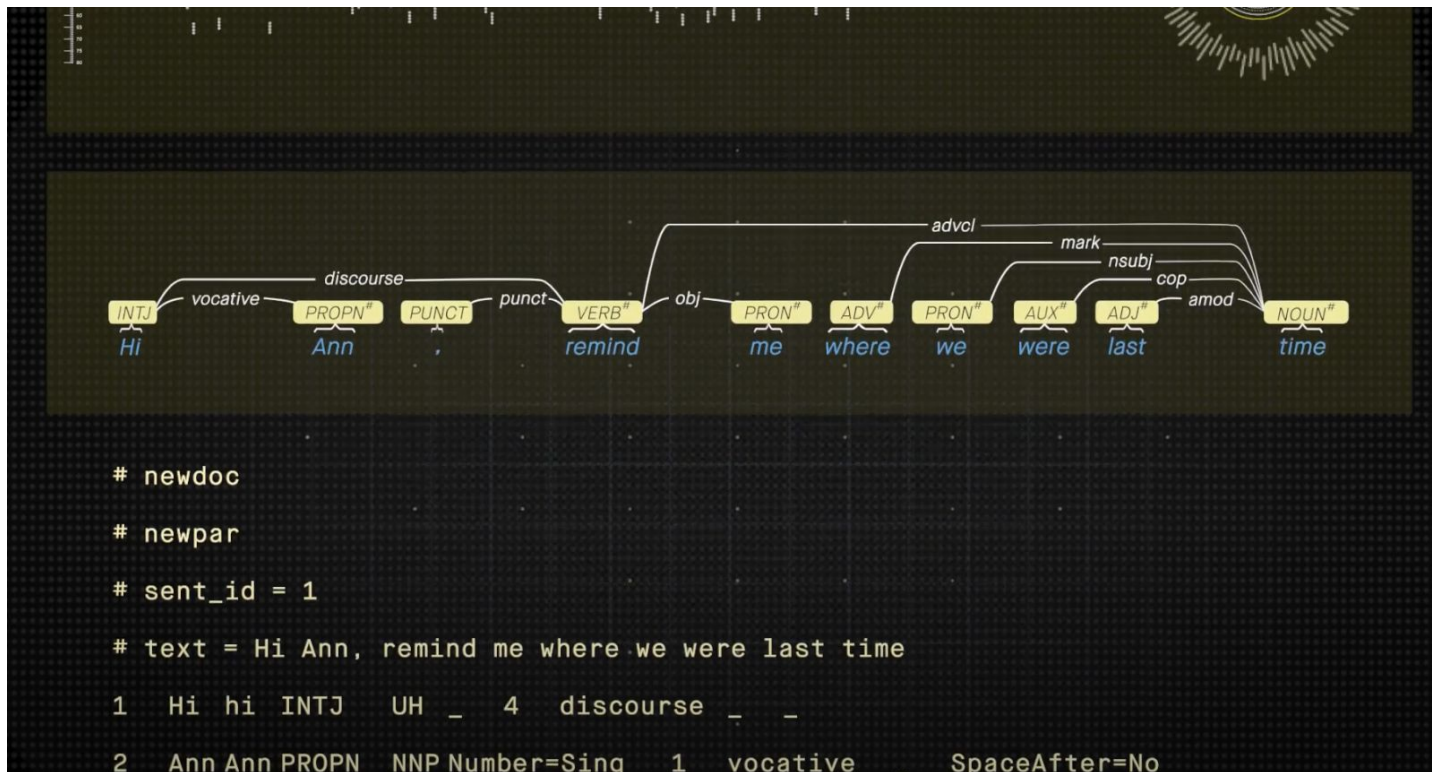 advcl
mark
nsubj
discourse cop
vocative punct obj amod
INTJ PROPN# PUNCT VERB# PRON# ADV# PRON# AUX# ADJ# NOUN#
Hi Ann , remind me where we were last time
# newdoc
# newpar
# sent_id = 1
# text = Hi Ann, remind me where we were last time
1 Hi hi INTJ UH _ 4 discourse _ _
2 Ann Ann PROPN NNP Number=Sing 1 vocative SpaceAfter=No